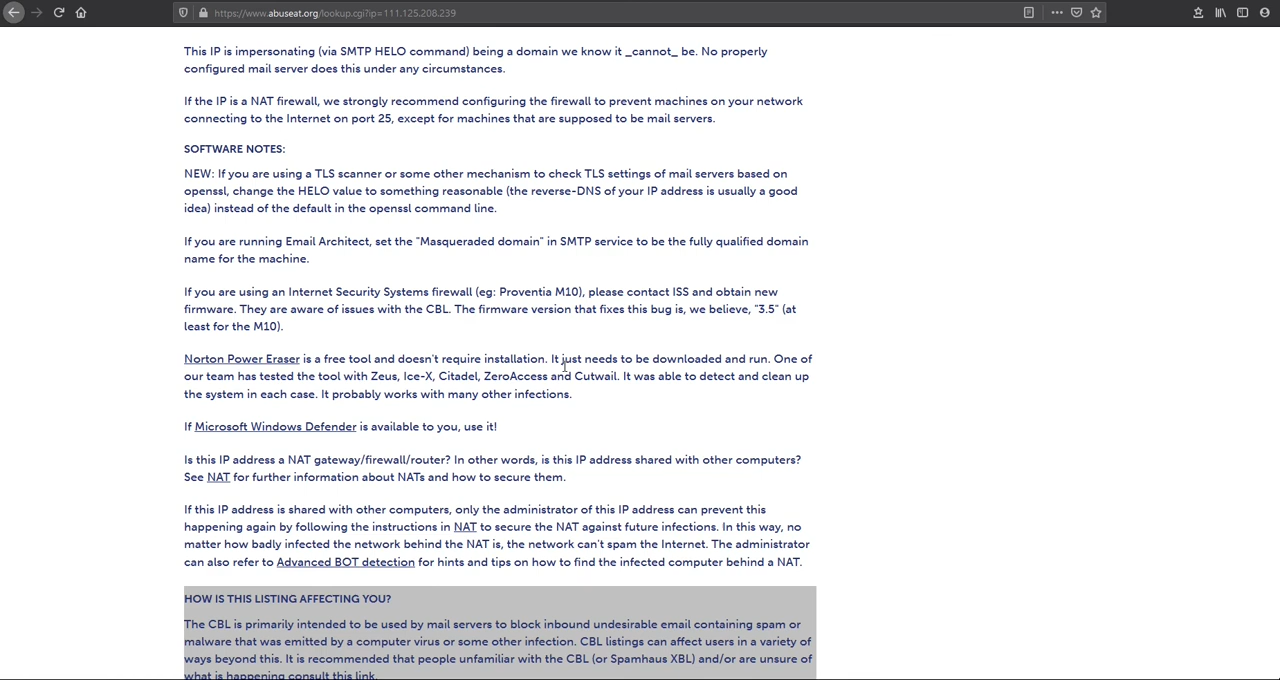 https://www.abuseat.org/lookup.cgi?ip=111.125.208.239
This IP is impersonating (via SMTP HELO command) being a domain we know it _cannot_ be. No properly
configured mail server does this under any circumstances.
If the IP is a NAT firewall, we strongly recommend configuring the firewall to prevent machines on your network
connecting to the Internet on port 25, except for machines that are supposed to be mail servers.
SOFTWARE NOTES:
NEW: If you are using a TLS scanner or some other mechanism to check TLS settings of mail servers based on
openssl, change the HELO value to something reasonable (the reverse-DNS of your IP address is usually a good
idea) instead of the default in the openssl command line.
If you are running Email Architect, set the "Masqueraded domain" in SMTP service to be the fully qualified domain
name for the machine.
If you are using an Internet Security Systems firewall (eg: Proventia M10), please contact ISS and obtain new
firmware. They are aware of issues with the CBL. The firmware version that fixes this bug is, we believe, "3.5" (at
least for the M10).
Norton Power Eraser is a free tool and doesn't require installation. It just needs to be downloaded and run. One of
our team has tested the tool with Zeus, Ice-X, Citadel, ZeroAccess and Cutwail. It was able to detect and clean up
the system in each case. It probably works with many other infections.
If Microsoft Windows Defender is available to you, use it!
Is this IP address a NAT gateway/firewall/router? In other words, is this IP address shared with other computers?
See NAT for further information about NATs and how to secure them.
If this IP address is shared with other computers, only the administrator of this IP address can prevent this
happening again by following the instructions in NAT to secure the NAT against future infections. In this way, no
matter how badly infected the network behind the NAT is, the network can't spam the Internet. The administrator
can also refer to Advanced BOT detection for hints and tips on how to find the infected computer behind a NAT.
HOW IS THIS LISTING AFFECTING YOU?
The CBL is primarily intended to be used by mail servers to block inbound undesirable email containing spam or
malware that was emitted by a computer virus or some other infection. CBL listings can affect users in a variety of
ways beyond this. It is recommended that people unfamiliar with the CBL (or Spamhaus XBL) and/or are unsure of
what is happening consult this link.